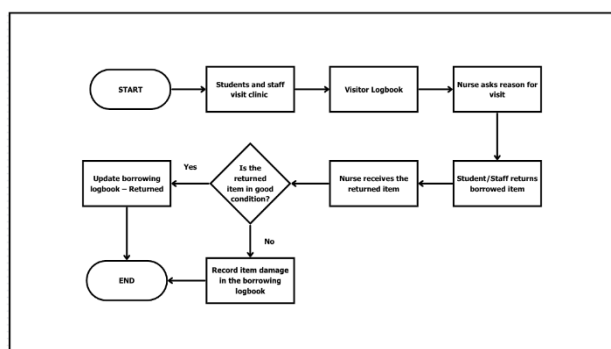 START
Students and staff
visit clinic
Visitor Logbook
Nurse asks reason for
visit
Student/Staff returns
borrowed item
Nurse receives the
returned item
Is the
returned item
in good
condition?
Yes
Update borrowing
logbook – Returned
No
Record item damage
in the borrowing
logbook
END